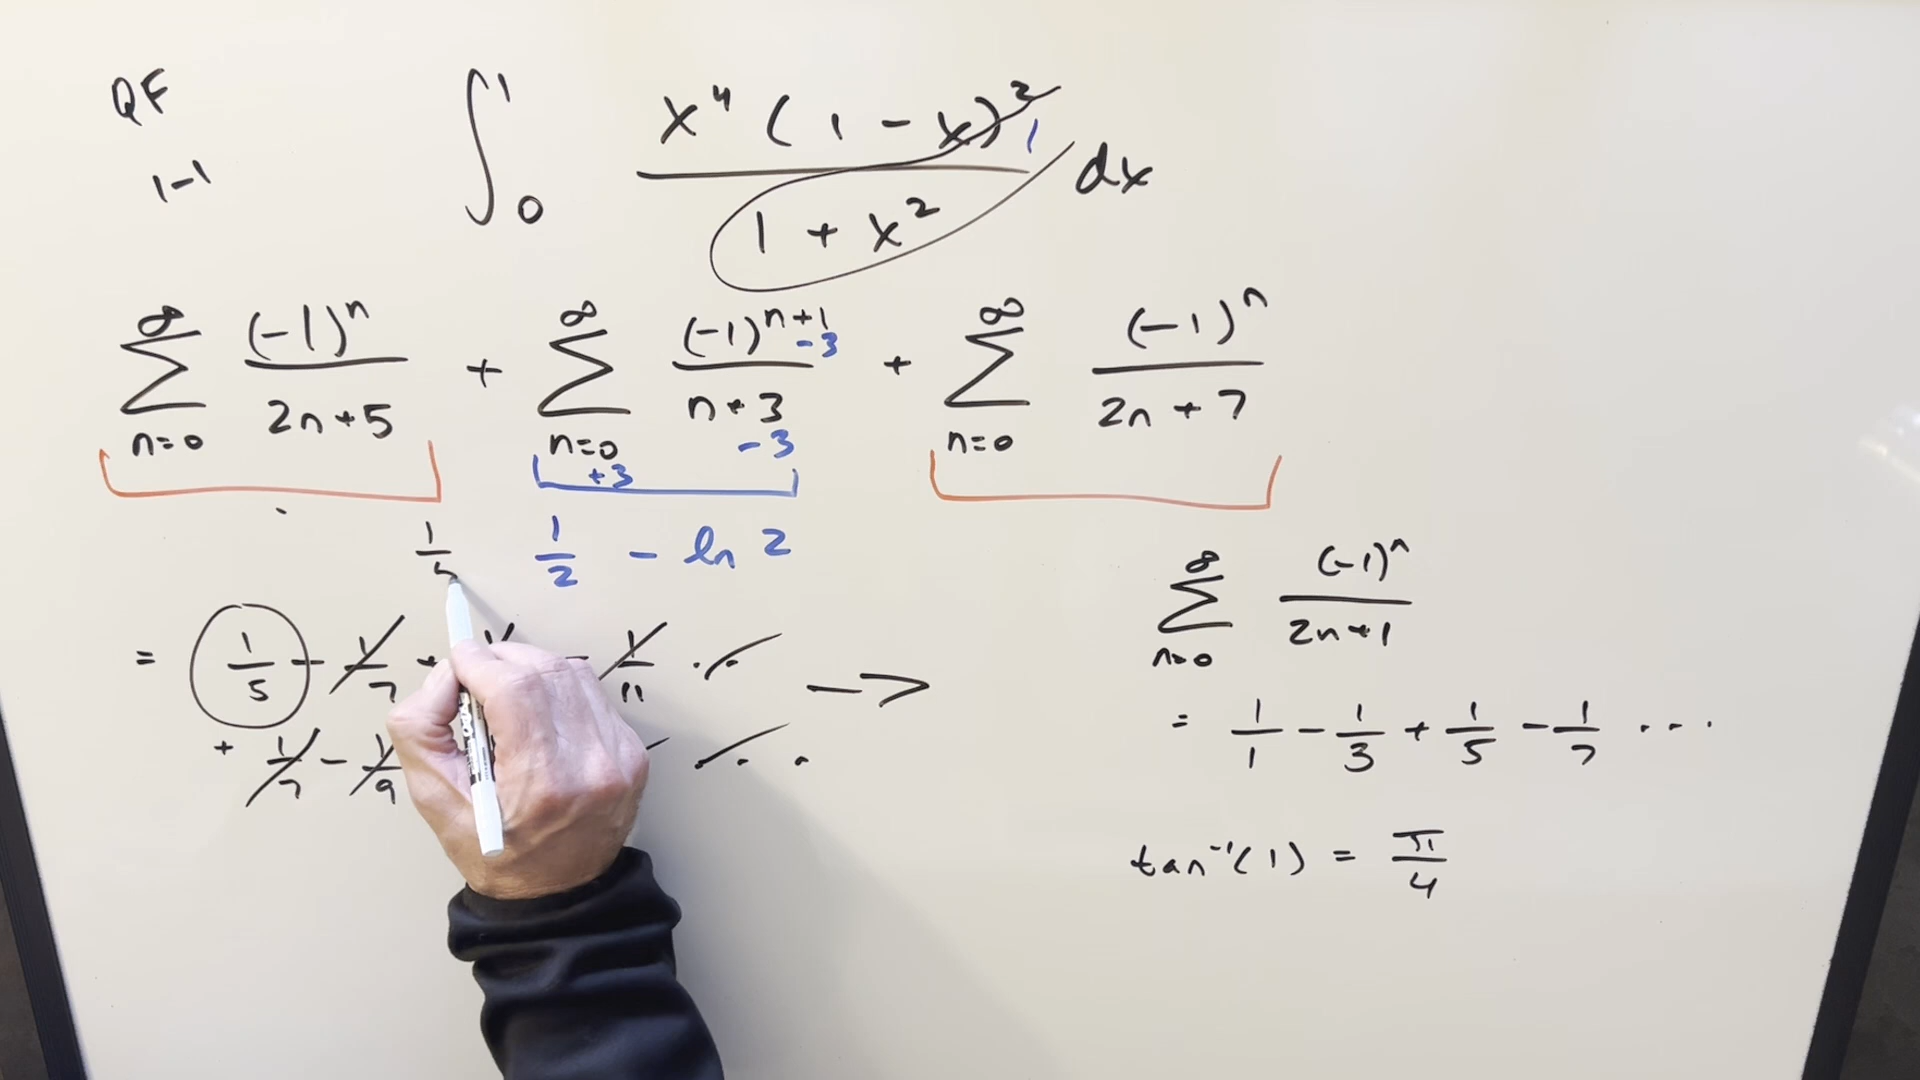 QF
1-1
∫₀¹ x⁴(1 - x)² 1 / 1 + x² dx
∞ ∑ n=0 (-1)ⁿ / 2n+5 + ∞ ∑ n=0 +3 (-1)ⁿ⁺¹ -3 / n+3 -3 + ∞ ∑ n=0 (-1)ⁿ / 2n+7
1/5 1/2 - ln 2
= 1/5 - 1/7 + - 1/11 . . .
+ 1/7 - 1/9 . . .
→
∞ ∑ n=0 (-1)ⁿ / 2n+1
= 1/1 - 1/3 + 1/5 - 1/7 . . .
tan⁻¹(1) = π/4